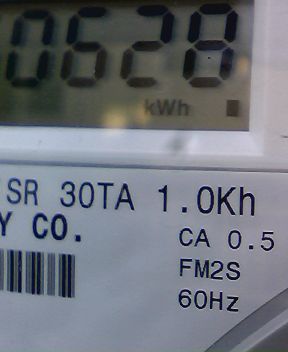 0628
kWh
SR 30TA 1.0Kh
Y CO.
CA 0.5
FM2S
60Hz